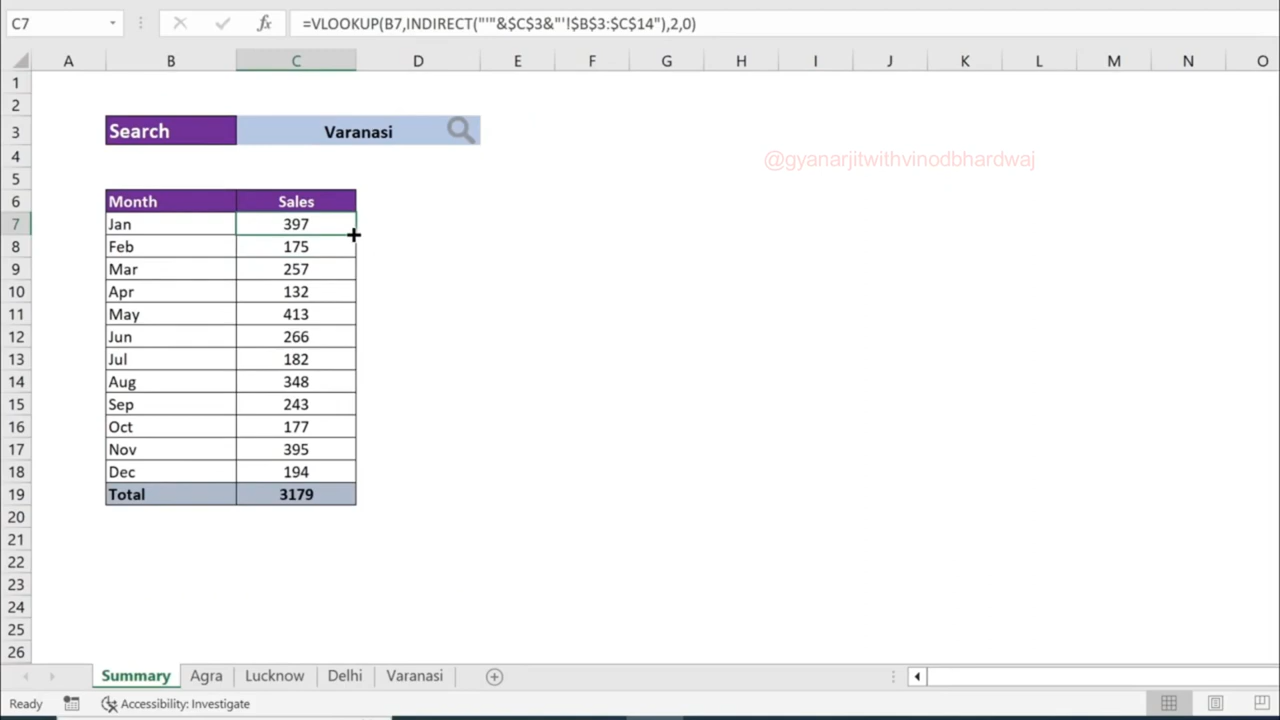 C7 fx =VLOOKUP(B7,INDIRECT("'"&$C$3&"'!$B$3:$C$14"),2,0)
A B C D E F G H I J K L M N O
1
2
3 Search Varanasi
4 @gyanarjitwithvinodbhardwaj
5
6 Month Sales
7 Jan 397
8 Feb 175
9 Mar 257
10 Apr 132
11 May 413
12 Jun 266
13 Jul 182
14 Aug 348
15 Sep 243
16 Oct 177
17 Nov 395
18 Dec 194
19 Total 3179
20
21
22
23
24
25
26
Summary Agra Lucknow Delhi Varanasi
Ready Accessibility: Investigate